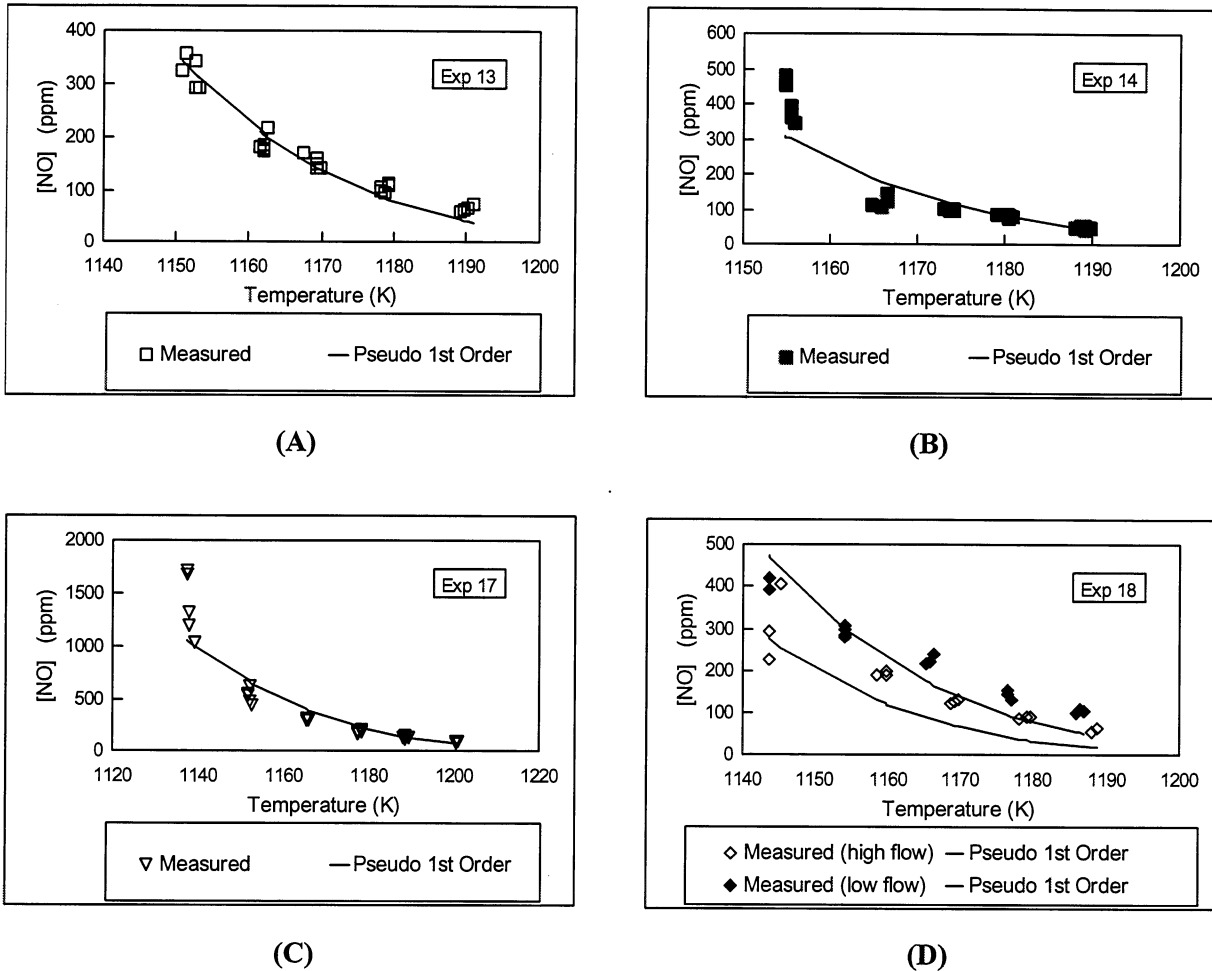 400
300
200
100
0
[NO] (ppm)
Exp 13
1140 1150 1160 1170 1180 1190 1200
Temperature (K)
Measured Pseudo 1st Order
(A)
600
500
400
300
200
100
0
[NO] (ppm)
Exp 14
1150 1160 1170 1180 1190 1200
Temperature (K)
Measured Pseudo 1st Order
(B)
2000
1500
1000
500
0
[NO] (ppm)
Exp 17
1120 1140 1160 1180 1200 1220
Temperature (K)
Measured Pseudo 1st Order
(C)
500
400
300
200
100
0
[NO] (ppm)
Exp 18
1140 1150 1160 1170 1180 1190 1200
Temperature (K)
Measured (high flow) Pseudo 1st Order
Measured (low flow) Pseudo 1st Order
(D)